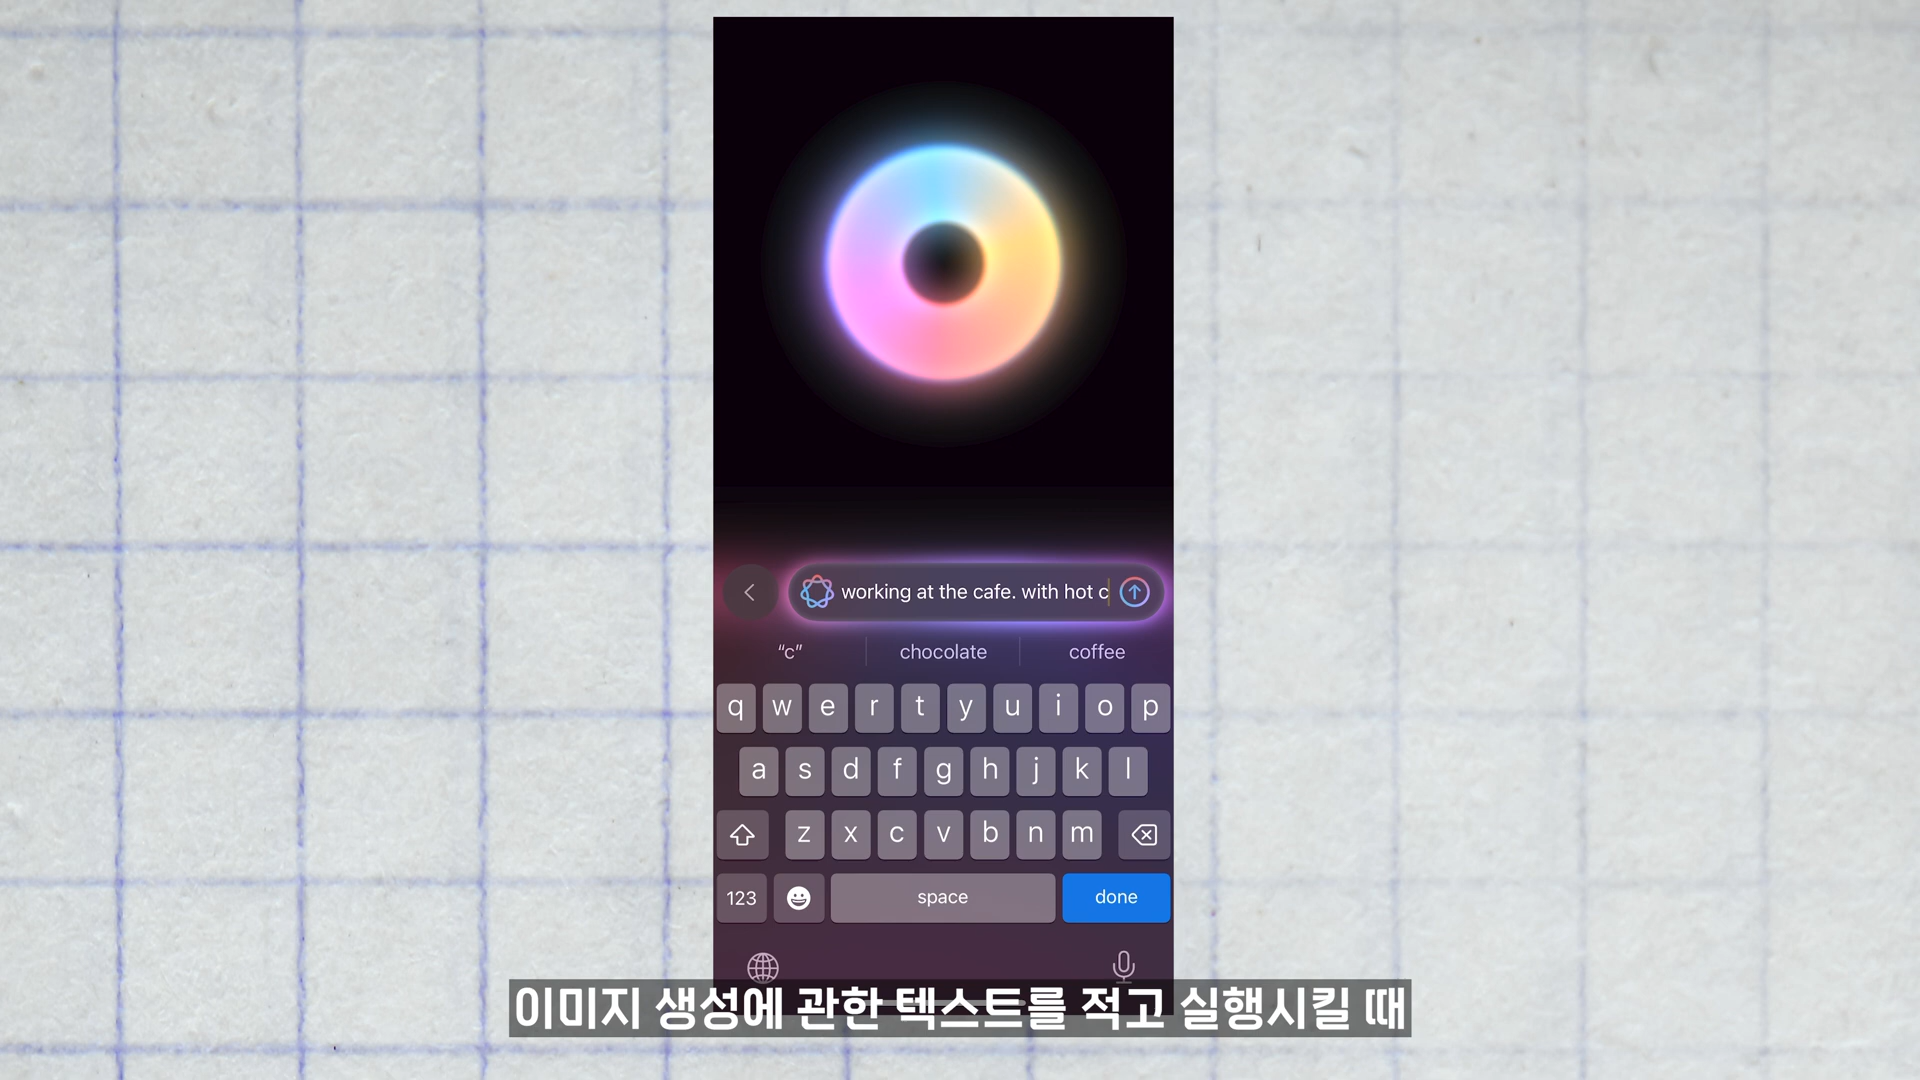 working at the cafe. with hot c
“c” chocolate coffee
q w e r t y u i o p
a s d f g h j k l
z x c v b n m
123 space done
이미지 생성에 관한 텍스트를 적고 실행시킬 때